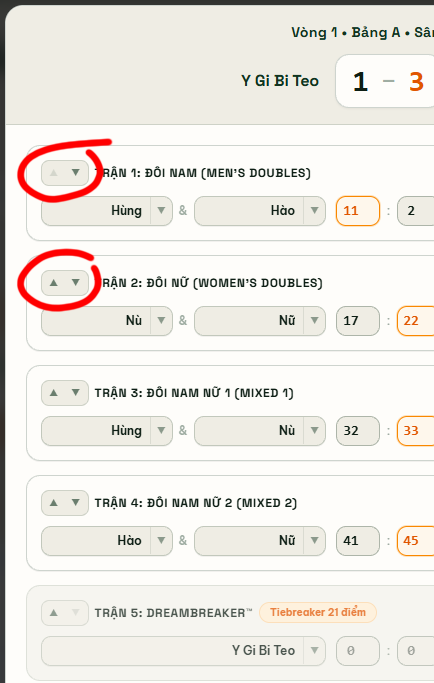 Vòng 1 • Bảng A • Sâ
Y Gi Bi Teo 1 – 3
TRẬN 1: ĐÔI NAM (MEN'S DOUBLES)
Hùng & Hào 11 : 2
TRẬN 2: ĐÔI NỮ (WOMEN'S DOUBLES)
Nù & Nữ 17 : 22
TRẬN 3: ĐÔI NAM NỮ 1 (MIXED 1)
Hùng & Nù 32 : 33
TRẬN 4: ĐÔI NAM NỮ 2 (MIXED 2)
Hào & Nữ 41 : 45
TRẬN 5: DREAMBREAKER™ Tiebreaker 21 điểm
Y Gi Bi Teo 0 : 0